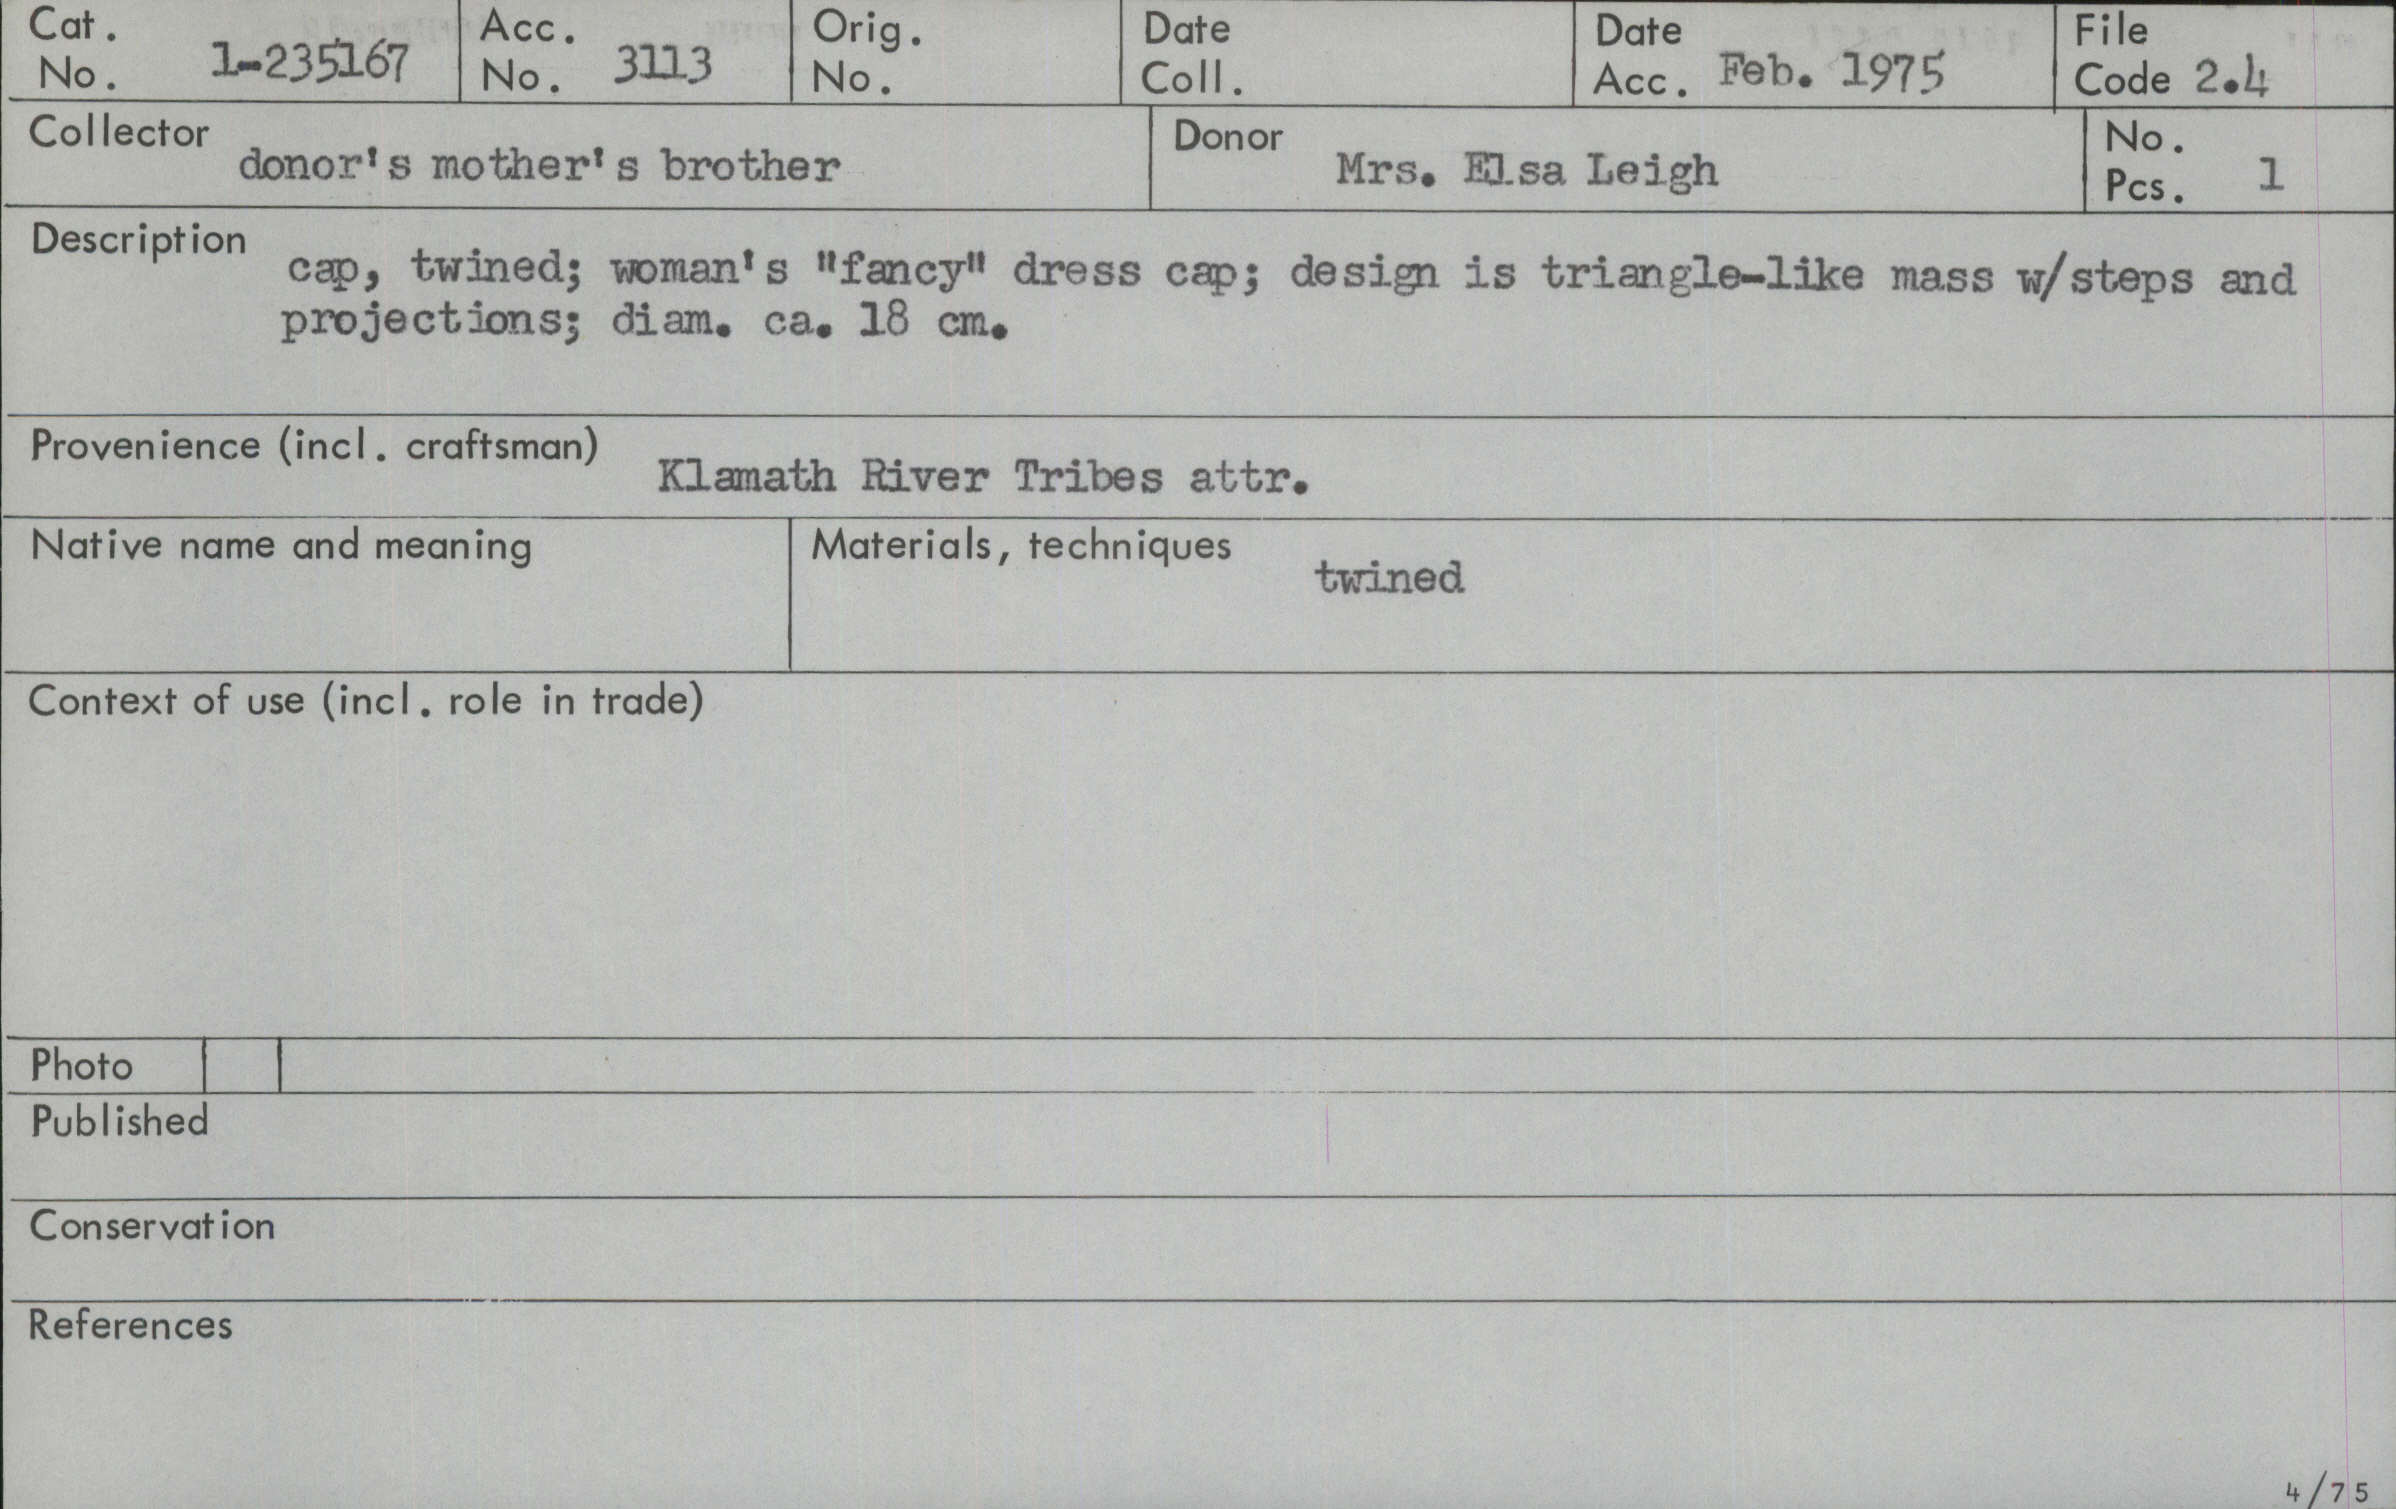 Cat. No. 1-235167
Acc. No. 3113
Orig. No.
Date Coll.
Date Acc. Feb. 1975
File Code 2.4
Collector donor's mother's brother
Donor Mrs. Elsa Leigh
No. Pcs. 1
Description cap, twined; woman's "fancy" dress cap; design is triangle-like mass w/steps and
projections; diam. ca. 18 cm.
Provenience (incl. craftsman) Klamath River Tribes attr.
Native name and meaning
Materials, techniques twined
Context of use (incl. role in trade)
Photo
Published
Conservation
References
4/75